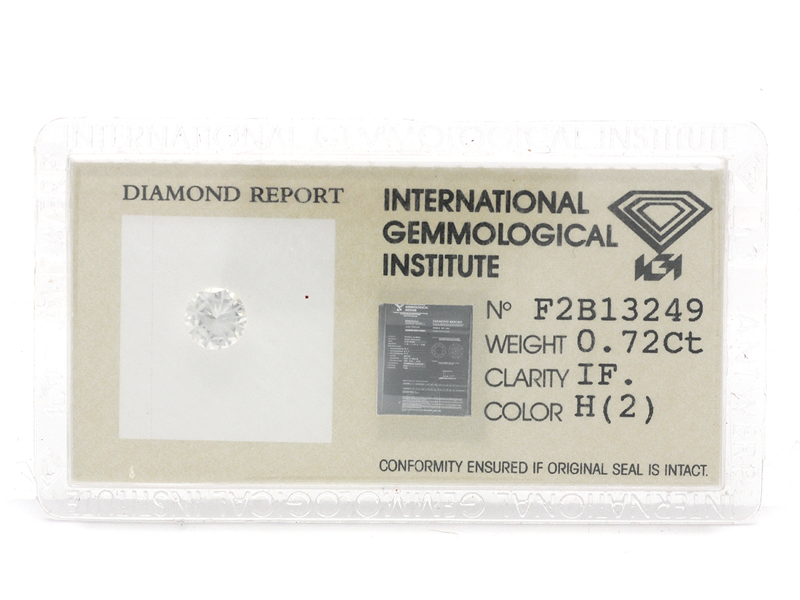 INTERNATIONAL GEMMOLOGICAL INSTITUTE
DIAMOND REPORT
INTERNATIONAL
GEMMOLOGICAL
INSTITUTE
IGI
Nº F2B13249
WEIGHT 0.72Ct
CLARITY IF.
COLOR H(2)
CONFORMITY ENSURED IF ORIGINAL SEAL IS INTACT.
INTERNATIONAL GEMMOLOGICAL INSTITUTE